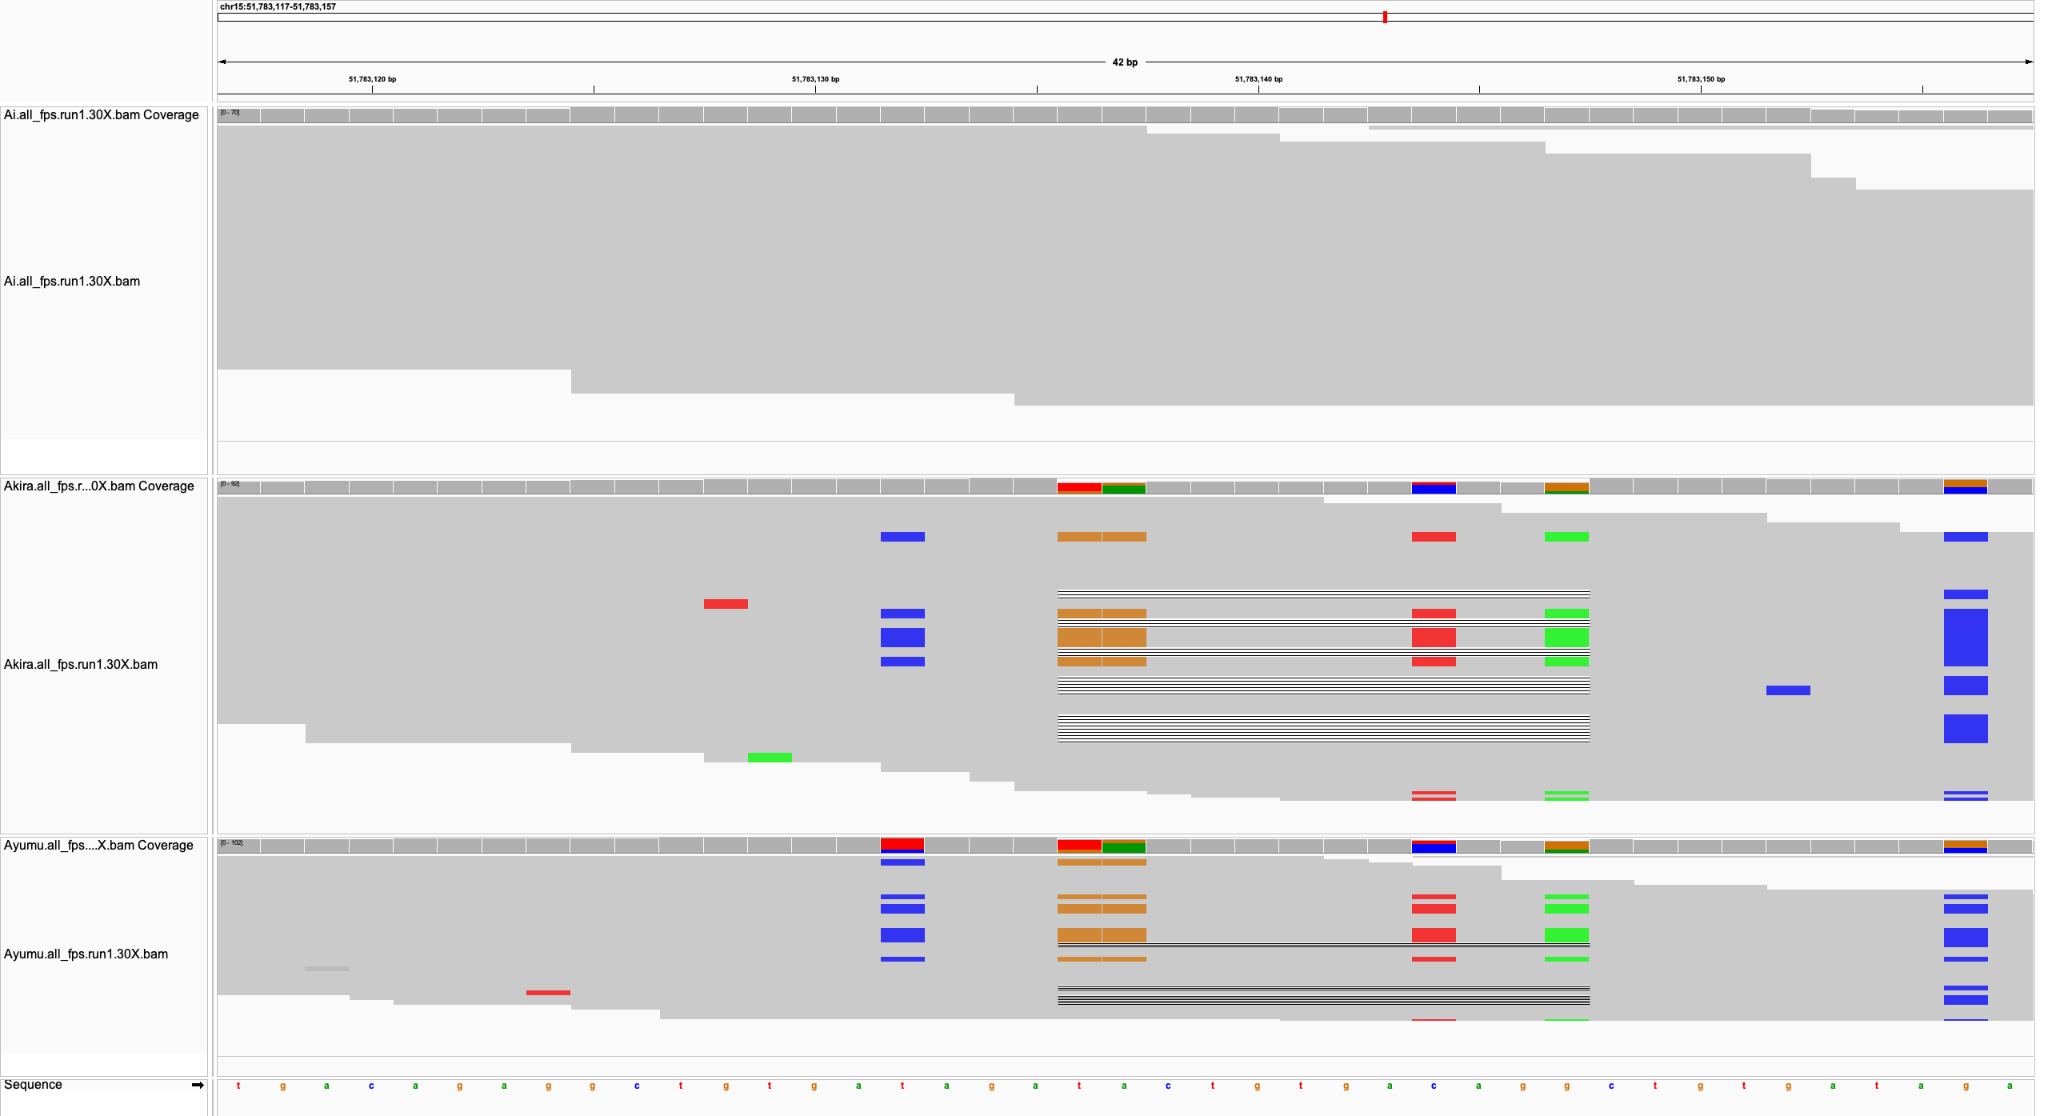 chr15:51,783,117-51,783,157
42 bp
51,783,120 bp 51,783,130 bp 51,783,140 bp 51,783,150 bp
Ai.all_fps.run1.30X.bam Coverage [0 - 70]
Ai.all_fps.run1.30X.bam
Akira.all_fps.r...0X.bam Coverage [0 - 92]
Akira.all_fps.run1.30X.bam
Ayumu.all_fps....X.bam Coverage [0 - 102]
Ayumu.all_fps.run1.30X.bam
Sequence t g a c a g a g g c t g t g a t a g a t a c t g t g a c a g g c t g t g a t a g a